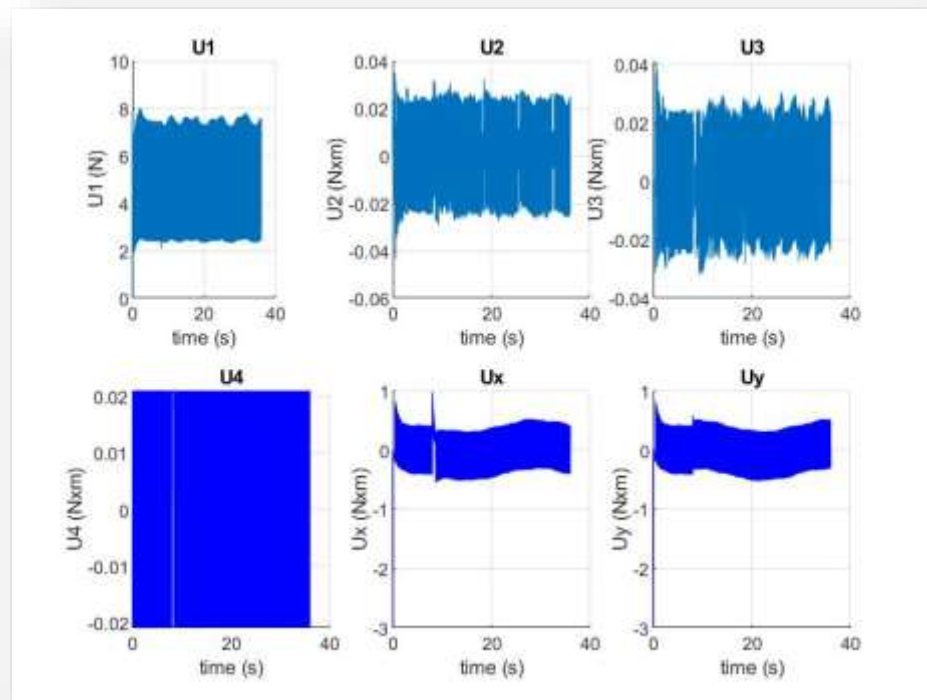 U1
U2
U3
10
8
6
4
2
0
U1 (N)
0
20
40
time (s)
0.04
0.02
0
-0.02
-0.04
-0.06
U2 (Nxm)
0
20
40
time (s)
0.04
0.02
0
-0.02
-0.04
U3 (Nxm)
0
20
40
time (s)
U4
Ux
Uy
0.02
0.01
0
-0.01
-0.02
U4 (Nxm)
0
20
40
time (s)
1
0
-1
-2
-3
Ux (Nxm)
0
20
40
time (s)
1
0
-1
-2
-3
Uy (Nxm)
0
20
40
time (s)